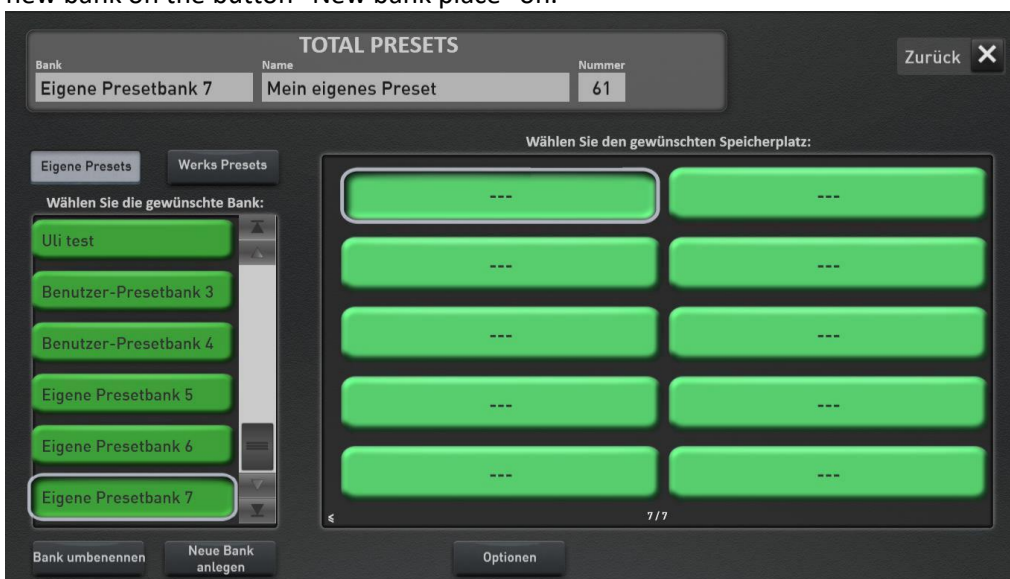 new bank on the button "New bank place" on.
TOTAL PRESETS
Bank
Name
Nummer
Eigene Presetbank 7
Mein eigenes Preset
61
Zurück
Wählen Sie den gewünschten Speicherplatz:
Eigene Presets
Werks Presets
Wählen Sie die gewünschte Bank:
Uli test
Benutzer-Presetbank 3
Benutzer-Presetbank 4
Eigene Presetbank 5
Eigene Presetbank 6
Eigene Presetbank 7
---
---
---
---
---
---
---
---
---
---
<
7/7
Bank umbenennen
Neue Bank
anlegen
Optionen